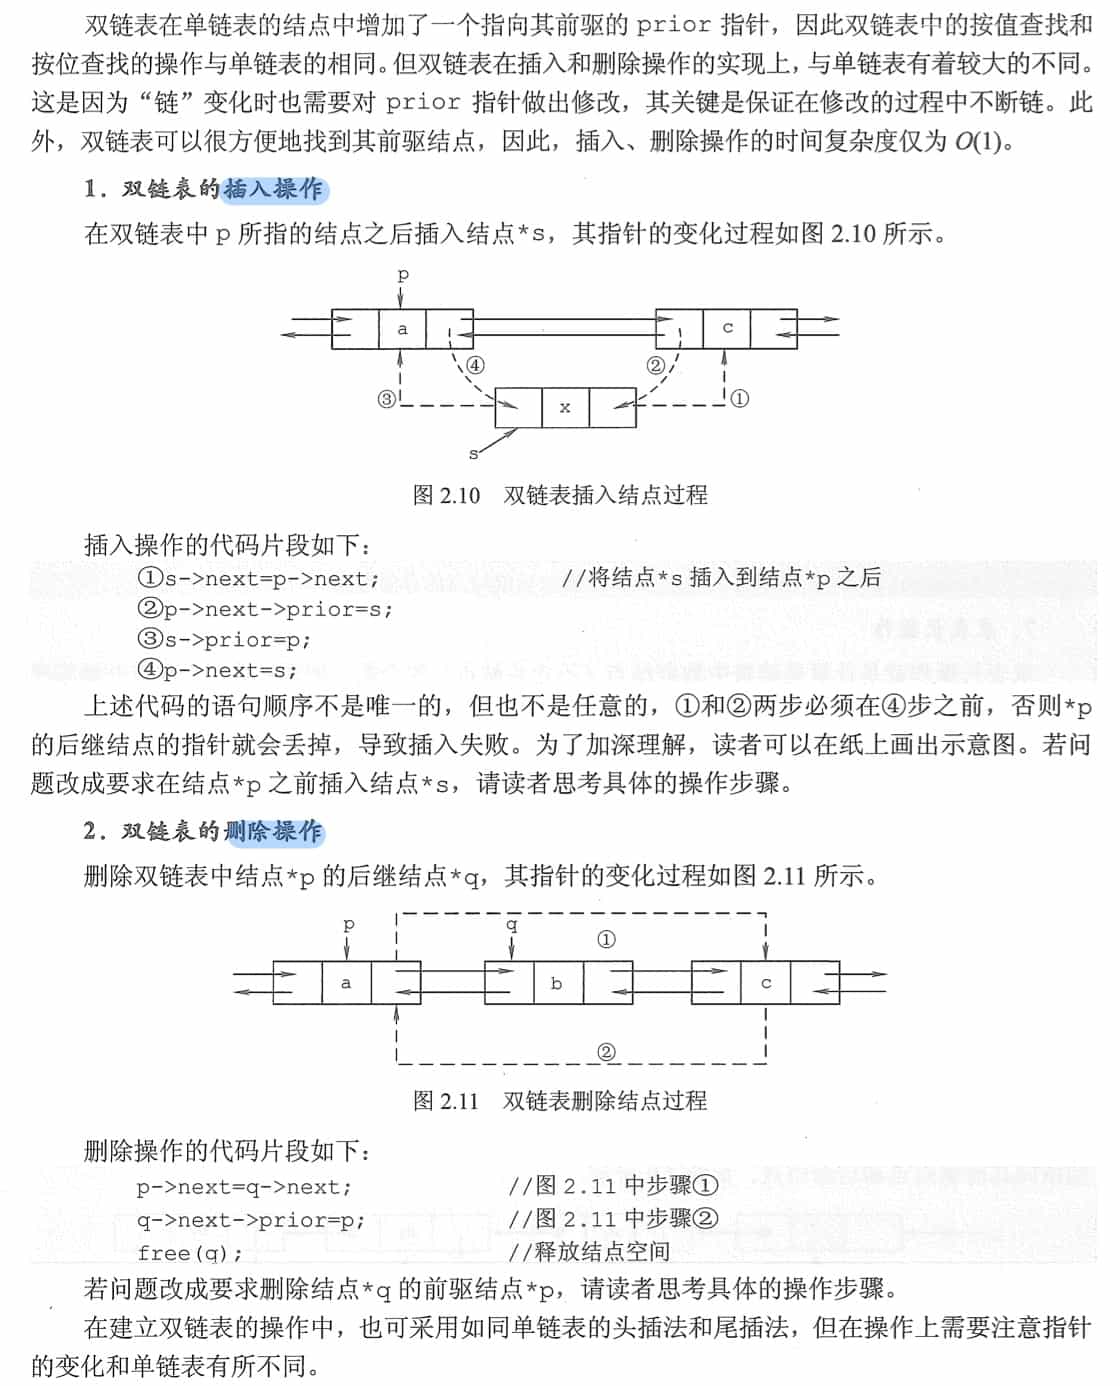 双链表在单链表的结点中增加了一个指向其前驱的 prior 指针，因此双链表中的按值查找和
按位查找的操作与单链表的相同。但双链表在插入和删除操作的实现上，与单链表有着较大的不同。
这是因为“链”变化时也需要对 prior 指针做出修改，其关键是保证在修改的过程中不断链。此
外，双链表可以很方便地找到其前驱结点，因此，插入、删除操作的时间复杂度仅为 O(1)。
1．双链表的插入操作
在双链表中 p 所指的结点之后插入结点*s，其指针的变化过程如图 2.10 所示。
p
a
c
④
②
③
x
①
s
图 2.10 双链表插入结点过程
插入操作的代码片段如下：
①s->next=p->next; //将结点*s 插入到结点*p 之后
②p->next->prior=s;
③s->prior=p;
④p->next=s;
上述代码的语句顺序不是唯一的，但也不是任意的，①和②两步必须在④步之前，否则*p
的后继结点的指针就会丢掉，导致插入失败。为了加深理解，读者可以在纸上画出示意图。若问
题改成要求在结点*p 之前插入结点*s，请读者思考具体的操作步骤。
2．双链表的删除操作
删除双链表中结点*p 的后继结点*q，其指针的变化过程如图 2.11 所示。
p
q
①
a
b
c
②
图 2.11 双链表删除结点过程
删除操作的代码片段如下：
p->next=q->next; //图 2.11 中步骤①
q->next->prior=p; //图 2.11 中步骤②
free(q); //释放结点空间
若问题改成要求删除结点*q 的前驱结点*p，请读者思考具体的操作步骤。
在建立双链表的操作中，也可采用如同单链表的头插法和尾插法，但在操作上需要注意指针
的变化和单链表有所不同。